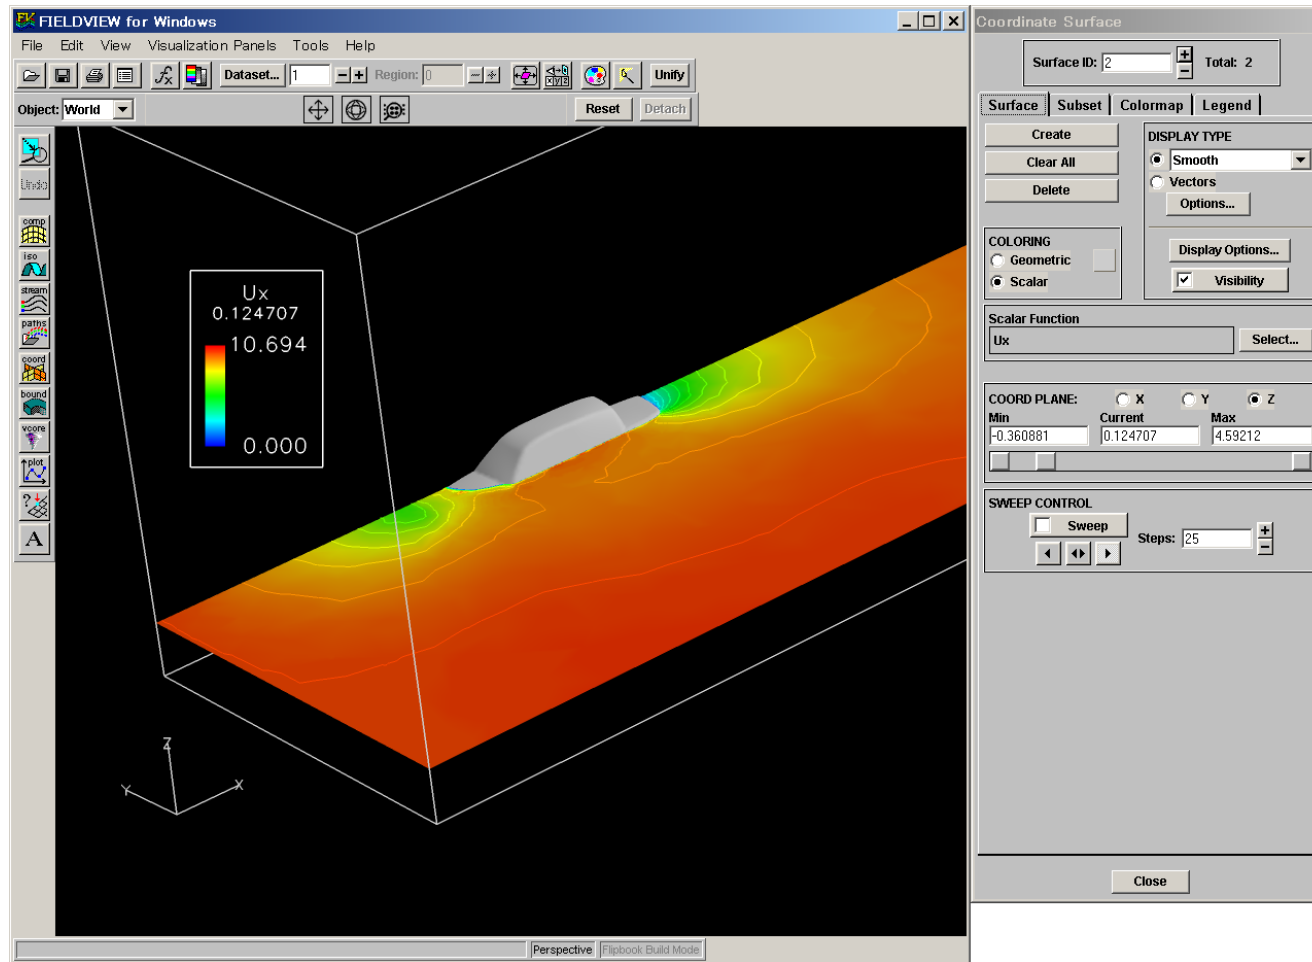 FV FIELDVIEW for Windows
File Edit View Visualization Panels Tools Help
fx Dataset... 1 Region: 0 Unify
Object: World Reset Detach
Undo
comp
iso
stream
paths
coord
bound
vcore
plot
?
A
Ux
0.124707
10.694
0.000
Z
Y
X
Perspective Flipbook Build Mode
Coordinate Surface
Surface ID: 2 Total: 2
Surface Subset Colormap Legend
Create
Clear All
Delete
DISPLAY TYPE
Smooth
Vectors
Options...
COLORING
Geometric
Scalar
Display Options...
Visibility
Scalar Function
Ux Select...
COORD PLANE: X Y Z
Min Current Max
-0.360881 0.124707 4.59212
SWEEP CONTROL
Sweep
Steps: 25
Close